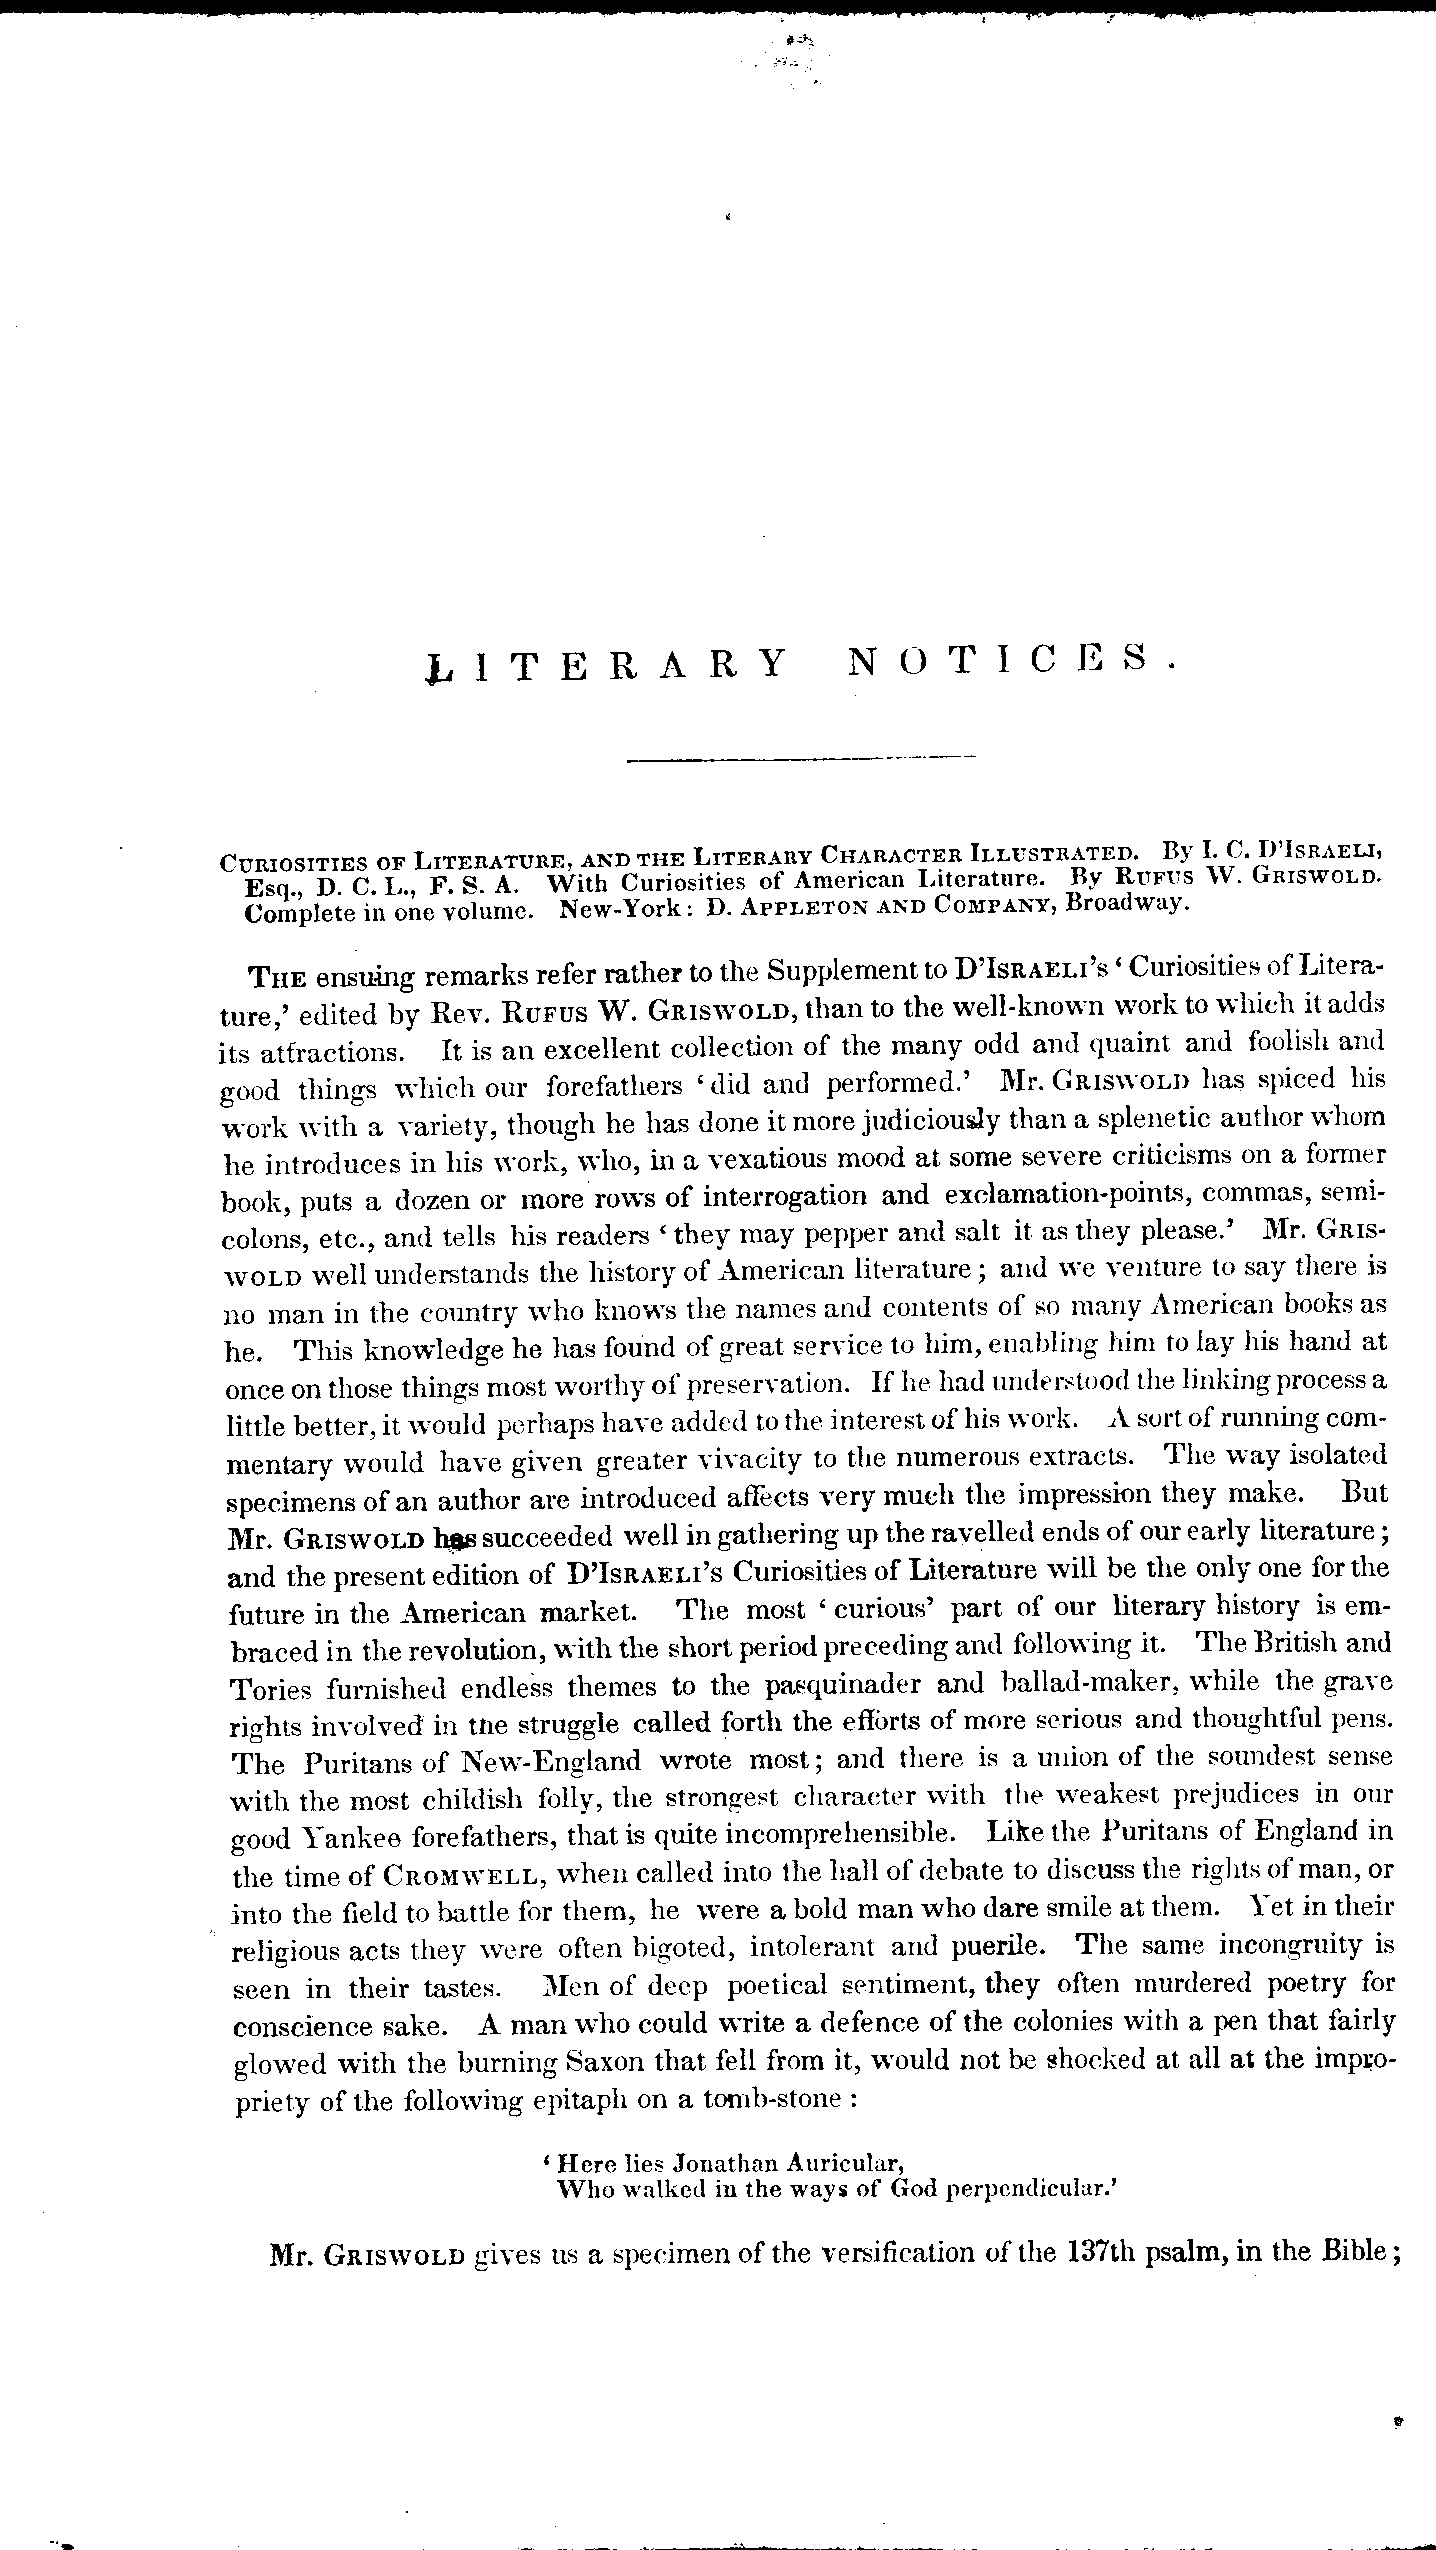 LITERARY NOTICES.
CURIOSITIES OF LITERATURE, AND THE LITERARY CHARACTER ILLUSTRATED. By I. C. D'ISRAELI,
Esq., D. C. L., F. S. A. With Curiosities of American Literature. By RUFUS W. GRISWOLD.
Complete in one volume. New-York: D. APPLETON AND COMPANY, Broadway.
THE ensuing remarks refer rather to the Supplement to D'ISRAELI's ‘Curiosities of Litera-
ture,’ edited by Rev. RUFUS W. GRISWOLD, than to the well-known work to which it adds
its attractions. It is an excellent collection of the many odd and quaint and foolish and
good things which our forefathers ‘did and performed.’ Mr. GRISWOLD has spiced his
work with a variety, though he has done it more judiciously than a splenetic author whom
he introduces in his work, who, in a vexatious mood at some severe criticisms on a former
book, puts a dozen or more rows of interrogation and exclamation-points, commas, semi-
colons, etc., and tells his readers ‘they may pepper and salt it as they please.’ Mr. GRIS-
WOLD well understands the history of American literature; and we venture to say there is
no man in the country who knows the names and contents of so many American books as
he. This knowledge he has found of great service to him, enabling him to lay his hand at
once on those things most worthy of preservation. If he had understood the linking process a
little better, it would perhaps have added to the interest of his work. A sort of running com-
mentary would have given greater vivacity to the numerous extracts. The way isolated
specimens of an author are introduced affects very much the impression they make. But
Mr. GRISWOLD has succeeded well in gathering up the ravelled ends of our early literature;
and the present edition of D'ISRAELI's Curiosities of Literature will be the only one for the
future in the American market. The most ‘curious’ part of our literary history is em-
braced in the revolution, with the short period preceding and following it. The British and
Tories furnished endless themes to the pasquinader and ballad-maker, while the grave
rights involved in the struggle called forth the efforts of more serious and thoughtful pens.
The Puritans of New-England wrote most; and there is a union of the soundest sense
with the most childish folly, the strongest character with the weakest prejudices in our
good Yankee forefathers, that is quite incomprehensible. Like the Puritans of England in
the time of CROMWELL, when called into the hall of debate to discuss the rights of man, or
into the field to battle for them, he were a bold man who dare smile at them. Yet in their
religious acts they were often bigoted, intolerant and puerile. The same incongruity is
seen in their tastes. Men of deep poetical sentiment, they often murdered poetry for
conscience sake. A man who could write a defence of the colonies with a pen that fairly
glowed with the burning Saxon that fell from it, would not be shocked at all at the impro-
priety of the following epitaph on a tomb-stone:
‘Here lies Jonathan Auricular,
Who walked in the ways of God perpendicular.’
Mr. GRISWOLD gives us a specimen of the versification of the 137th psalm, in the Bible;